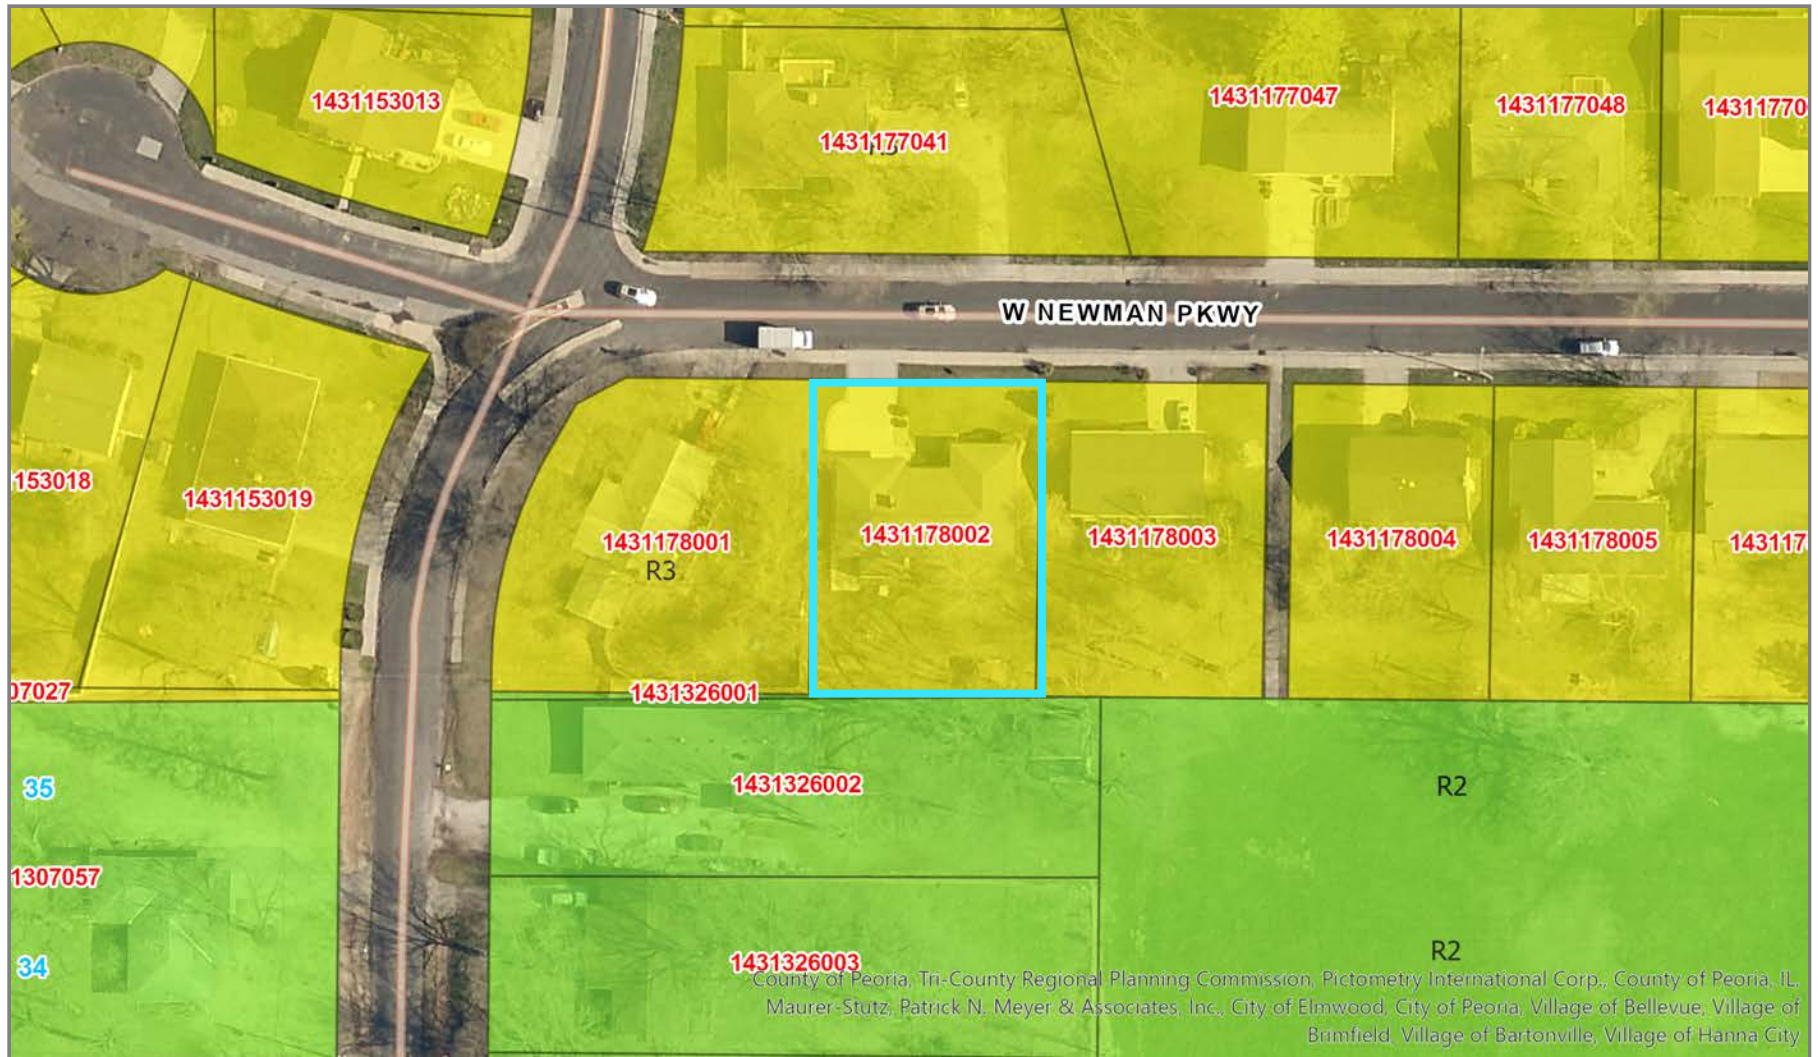 1431153013
1431177041
R3
1431177047
1431177048
14311770
W NEWMAN PKWY
153018
1431153019
1431178001
R3
1431178002
1431178003
1431178004
1431178005
143117
07027
1431326001
35
1431326002
R2
1307057
34
1431326003
R2
County of Peoria, Tri-County Regional Planning Commission, Pictometry International Corp., County of Peoria, IL,
Maurer-Stutz, Patrick N. Meyer & Associates, Inc., City of Elmwood, City of Peoria, Village of Bellevue, Village of
Brimfield, Village of Bartonville, Village of Hanna City